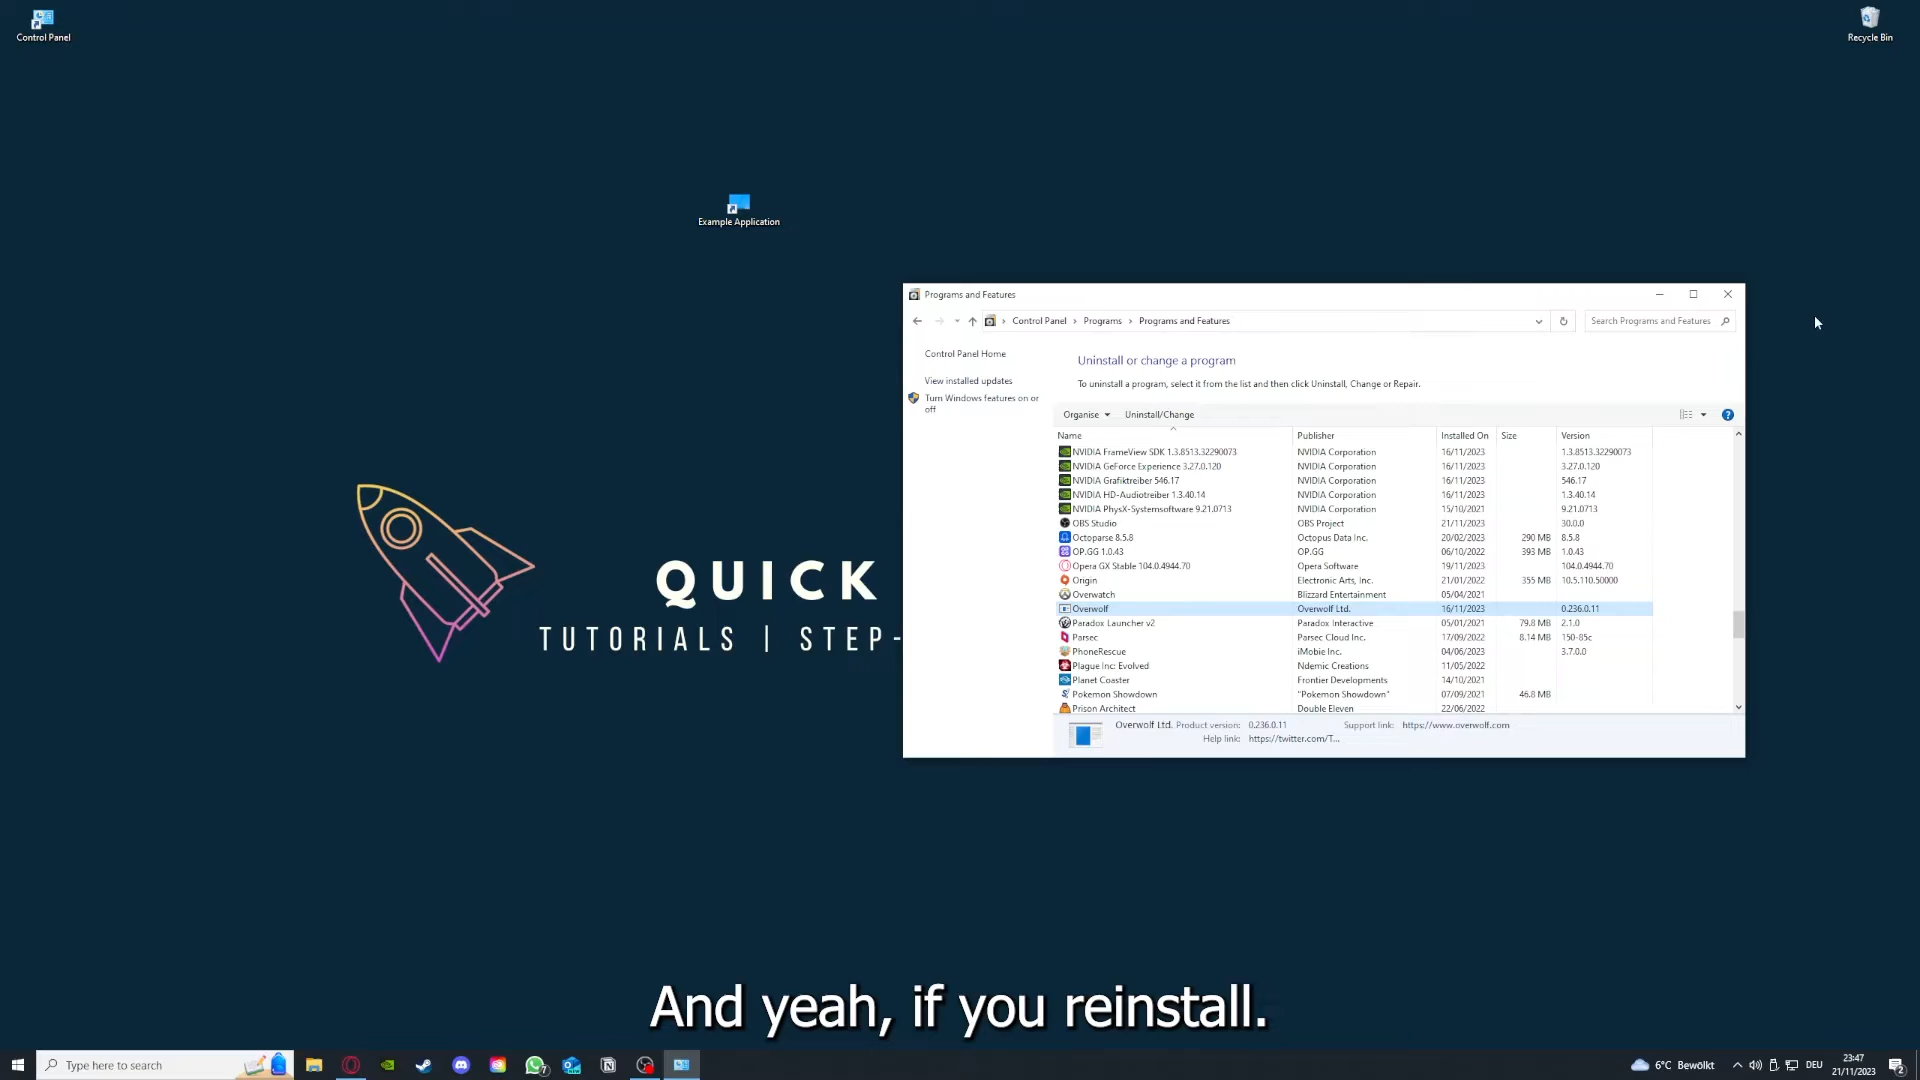 Control Panel
Recycle Bin
Example Application
QUICK
TUTORIALS | STEP-
Programs and Features
Control Panel > Programs > Programs and Features
Search Programs and Features
Control Panel Home
View installed updates
Turn Windows features on or off
Uninstall or change a program
To uninstall a program, select it from the list and then click Uninstall, Change or Repair.
Organise Uninstall/Change
Name Publisher Installed On Size Version
NVIDIA FrameView SDK 1.3.8513.32290073 NVIDIA Corporation 16/11/2023 1.3.8513.32290073
NVIDIA GeForce Experience 3.27.0.120 NVIDIA Corporation 16/11/2023 3.27.0.120
NVIDIA Grafiktreiber 546.17 NVIDIA Corporation 16/11/2023 546.17
NVIDIA HD-Audiotreiber 1.3.40.14 NVIDIA Corporation 16/11/2023 1.3.40.14
NVIDIA PhysX-Systemsoftware 9.21.0713 NVIDIA Corporation 15/10/2021 9.21.0713
OBS Studio OBS Project 21/11/2023 30.0.0
Octoparse 8.5.8 Octopus Data Inc. 20/02/2023 290 MB 8.5.8
OP.GG 1.0.43 OP.GG 06/10/2022 393 MB 1.0.43
Opera GX Stable 104.0.4944.70 Opera Software 19/11/2023 104.0.4944.70
Origin Electronic Arts, Inc. 21/01/2022 355 MB 10.5.110.50000
Overwatch Blizzard Entertainment 05/04/2021
Overwolf Overwolf Ltd. 16/11/2023 0.236.0.11
Paradox Launcher v2 Paradox Interactive 05/01/2021 79.8 MB 2.1.0
Parsec Parsec Cloud Inc. 17/09/2022 8.14 MB 150-85c
PhoneRescue iMobie Inc. 04/06/2023 3.7.0.0
Plague Inc: Evolved Ndemic Creations 11/05/2022
Planet Coaster Frontier Developments 14/10/2021
Pokemon Showdown "Pokemon Showdown" 07/09/2021 46.8 MB
Prison Architect Double Eleven 22/06/2022
Overwolf Ltd. Product version: 0.236.0.11 Support link: https://www.overwolf.com
Help link: https://twitter.com/T...
And yeah, if you reinstall.
Type here to search
7
6°C Bewölkt
DEU
23:47
21/11/2023
2